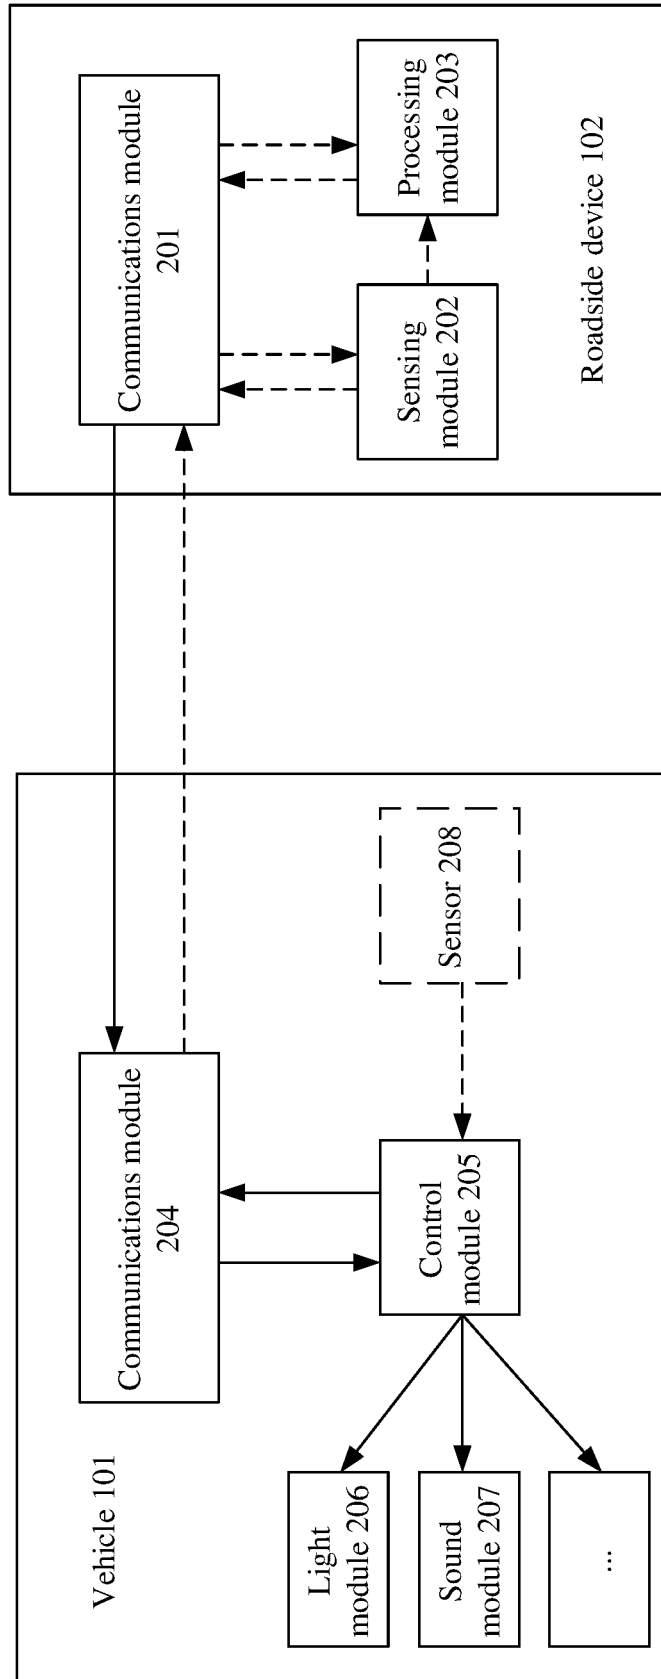 Vehicle 101
Communications module
204
Control
module 205
Sensor 208
Light
module 206
Sound
module 207
...
Communications module
201
Sensing
module 202
Processing
module 203
Roadside device 102